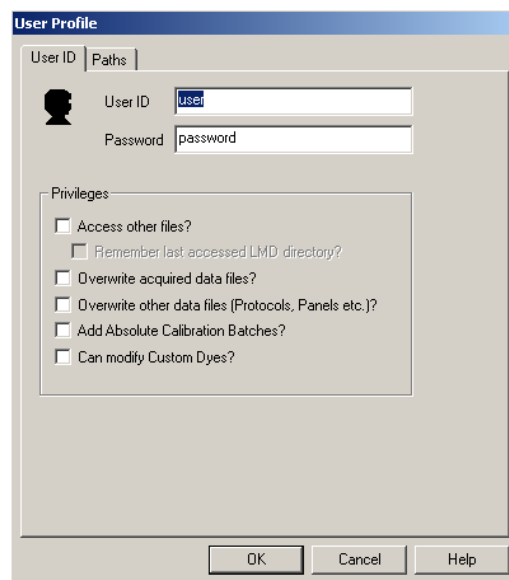 User Profile
User ID
Paths
User ID user
Password password
Privileges
Access other files?
Remember last accessed LMD directory?
Overwrite acquired data files?
Overwrite other data files (Protocols, Panels etc.)?
Add Absolute Calibration Batches?
Can modify Custom Dyes?
OK
Cancel
Help